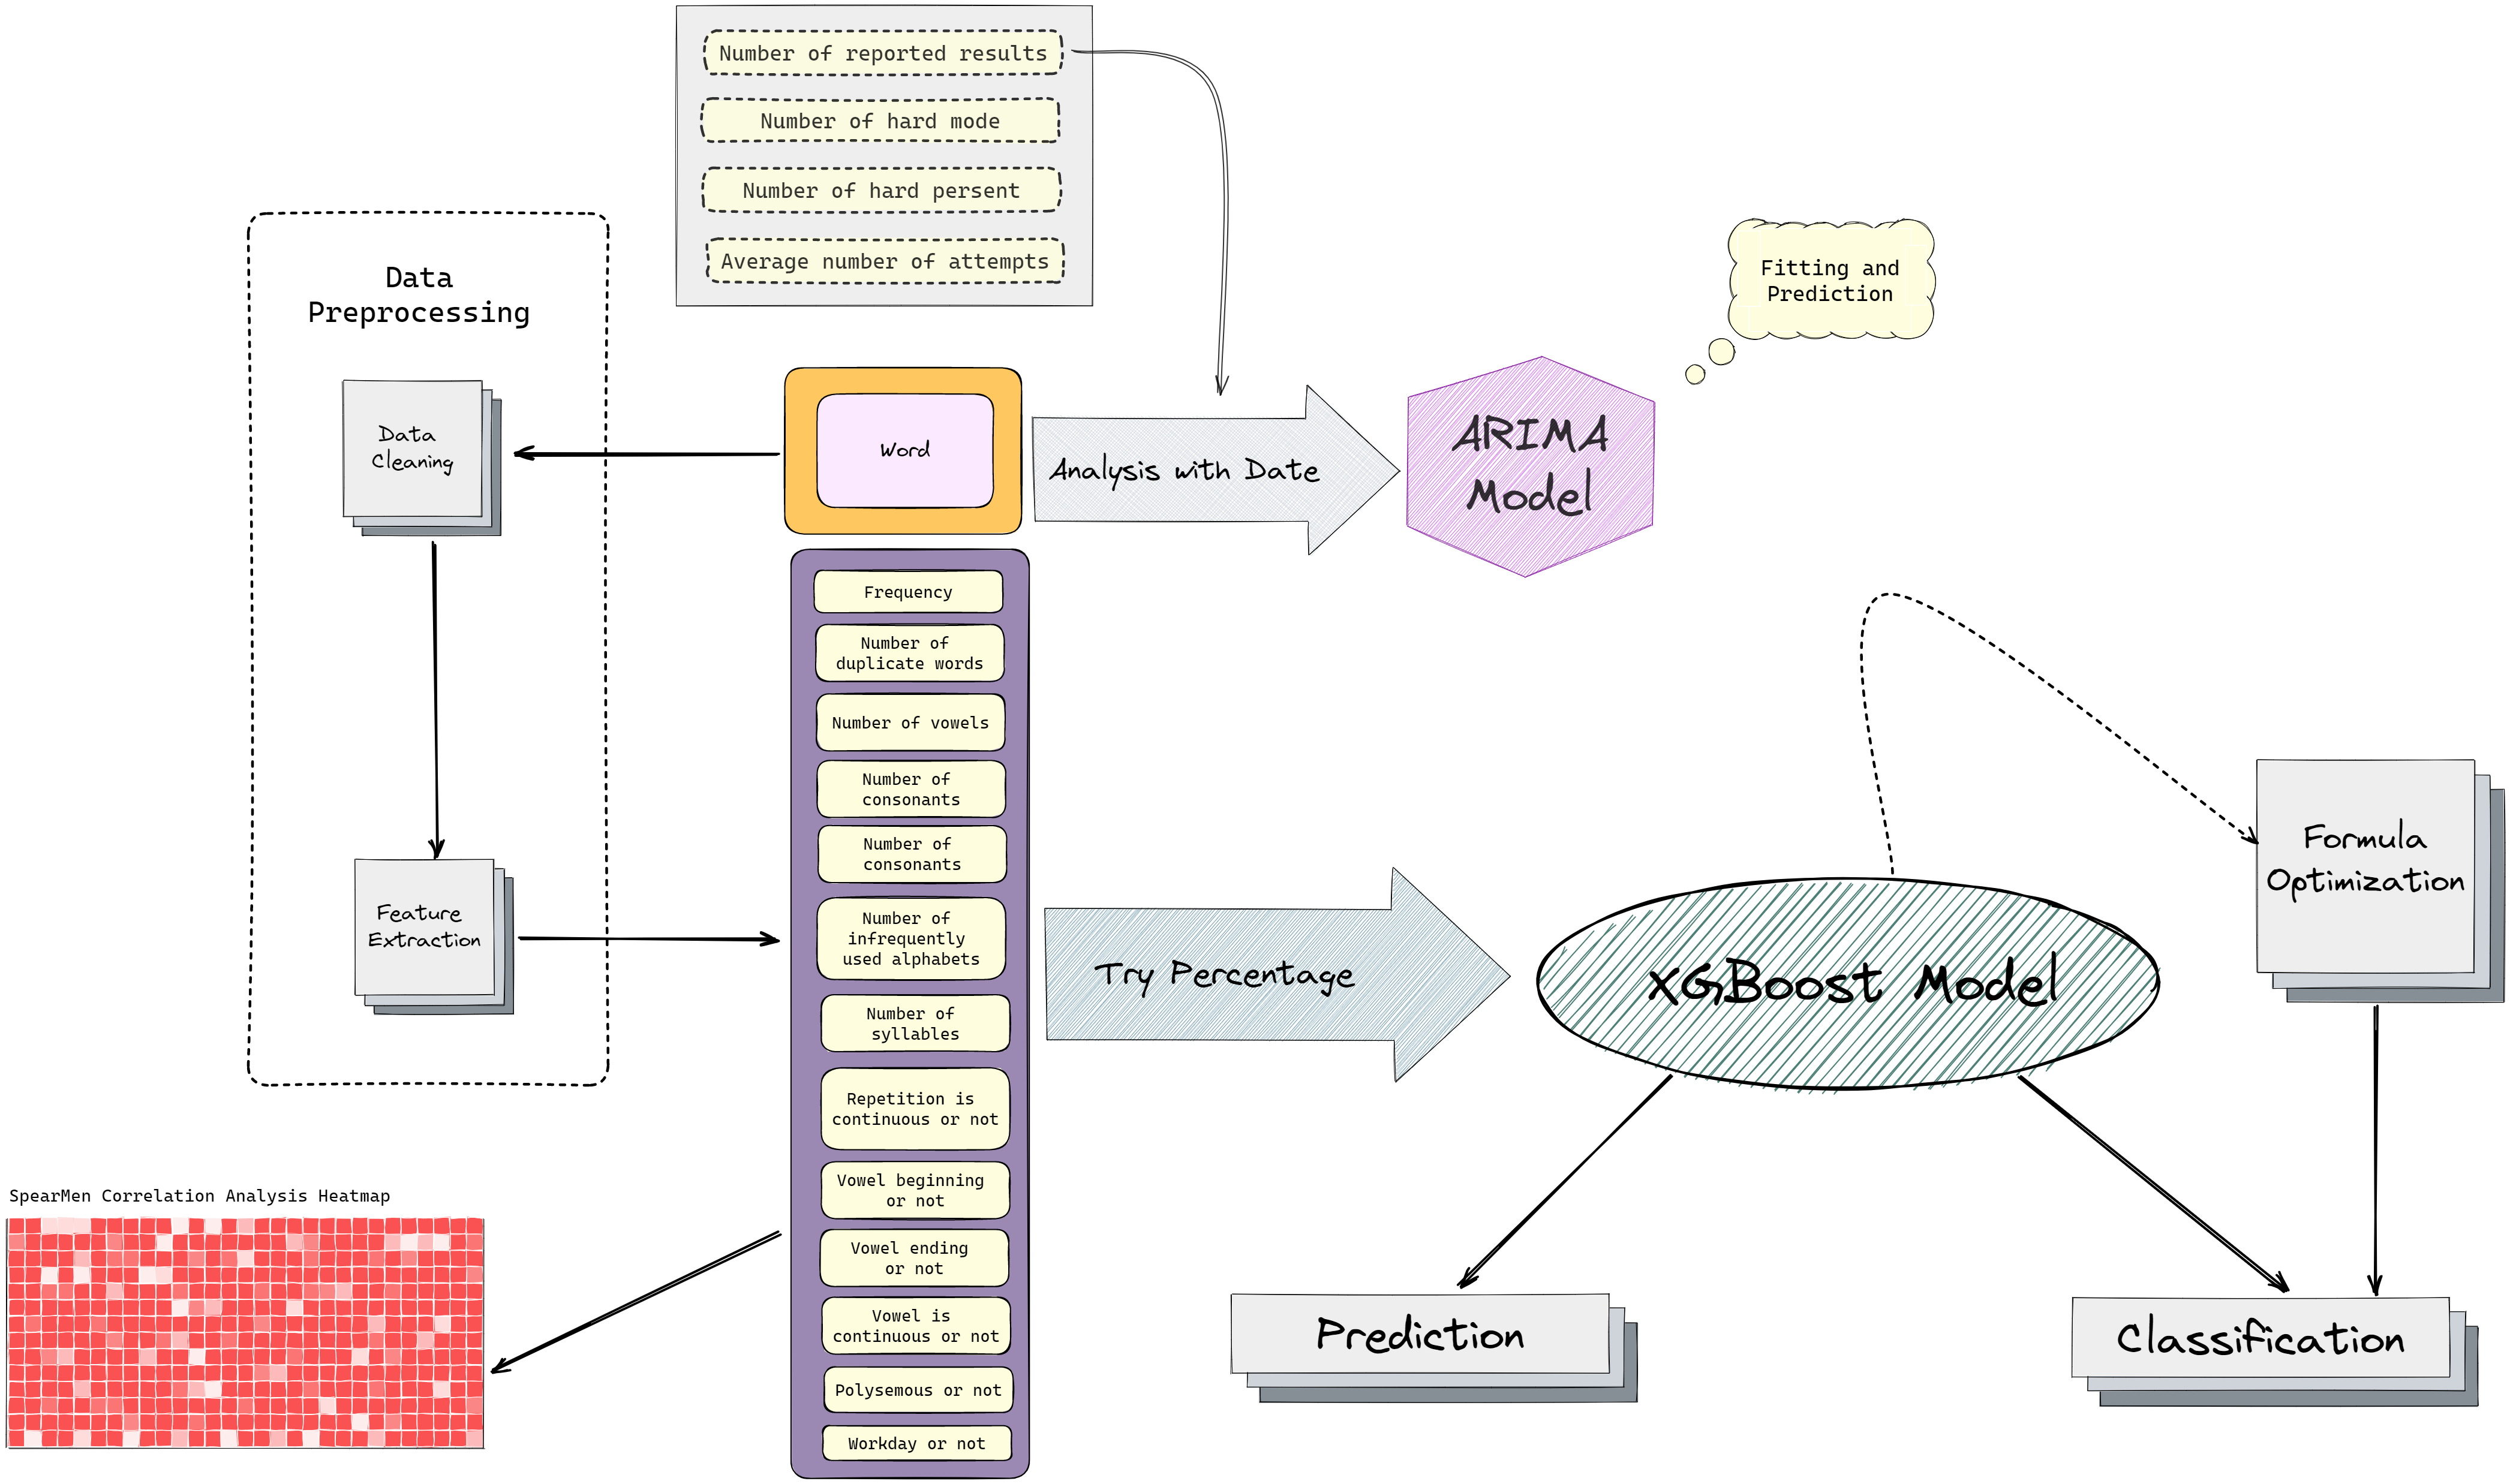 Number of reported results
Number of hard mode
Number of hard persent
Average number of attempts
Data
Preprocessing
Data
Cleaning
Feature
Extraction
Word
Analysis with Date
ARIMA
Model
Fitting and
Prediction
Frequency
Number of
duplicate words
Number of vowels
Number of
consonants
Number of
consonants
Number of
infrequently
used alphabets
Number of
syllables
Repetition is
continuous or not
Vowel beginning
or not
Vowel ending
or not
Vowel is
continuous or not
Polysemous or not
Workday or not
Try Percentage
XGBoost Model
Formula
Optimization
Prediction
Classification
SpearMen Correlation Analysis Heatmap